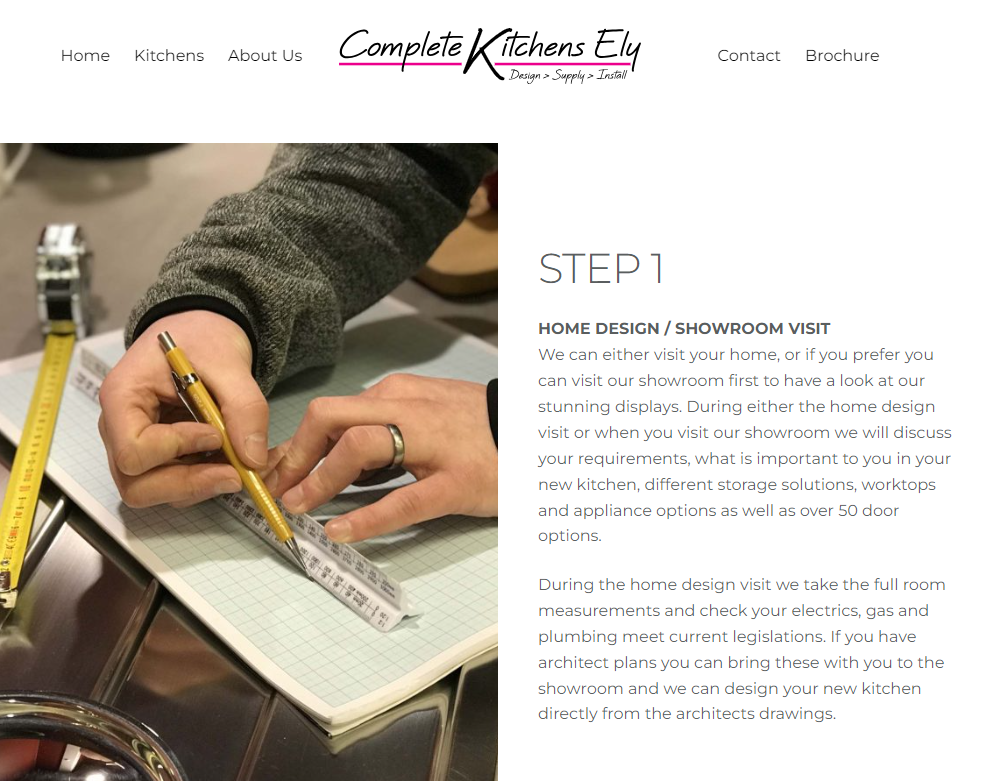 Home Kitchens About Us Complete Kitchens Ely Contact Brochure
Design > Supply > Install
STEP 1
HOME DESIGN / SHOWROOM VISIT
We can either visit your home, or if you prefer you
can visit our showroom first to have a look at our
stunning displays. During either the home design
visit or when you visit our showroom we will discuss
your requirements, what is important to you in your
new kitchen, different storage solutions, worktops
and appliance options as well as over 50 door
options.
During the home design visit we take the full room
measurements and check your electrics, gas and
plumbing meet current legislations. If you have
architect plans you can bring these with you to the
showroom and we can design your new kitchen
directly from the architects drawings.